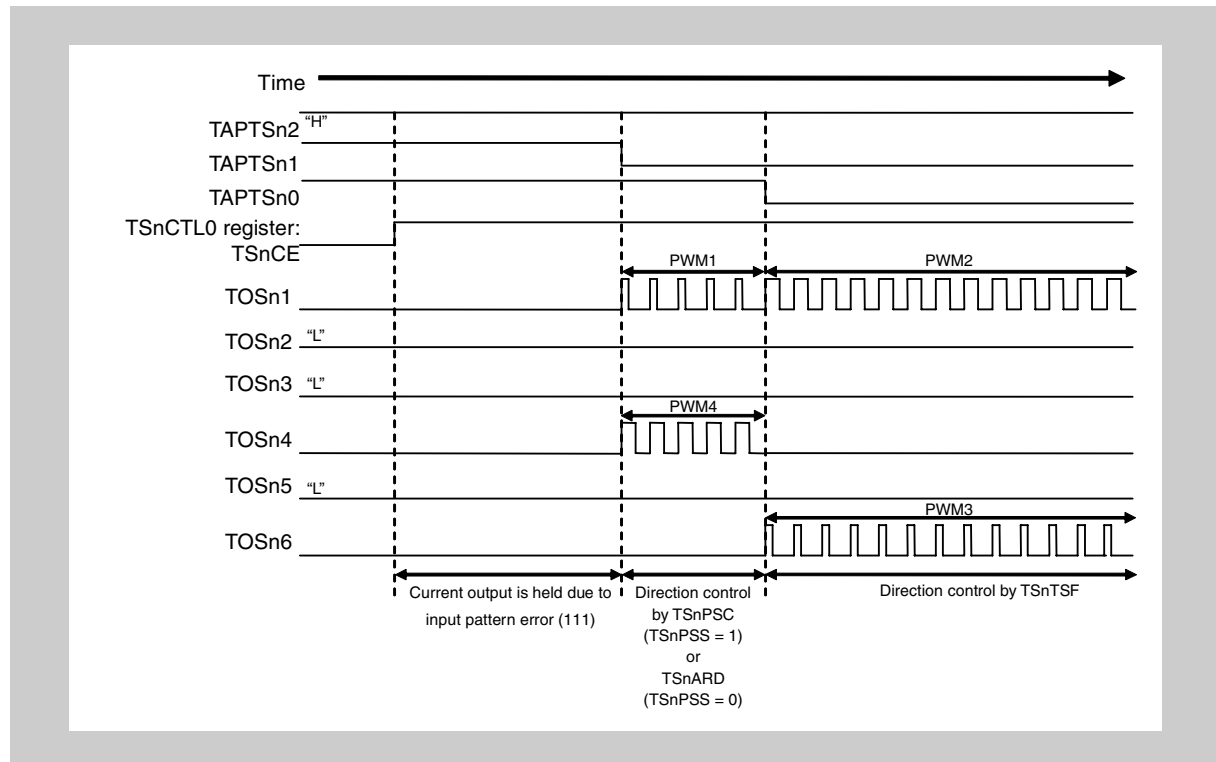 Time
TAPTSn2 “H”
TAPTSn1
TAPTSn0
TSnCTL0 register:
TSnCE
PWM1
PWM2
TOSn1
TOSn2 “L”
TOSn3 “L”
PWM4
TOSn4
TOSn5 “L”
PWM3
TOSn6
Current output is held due to
input pattern error (111)
Direction control
by TSnPSC
(TSnPSS = 1)
or
TSnARD
(TSnPSS = 0)
Direction control by TSnTSF